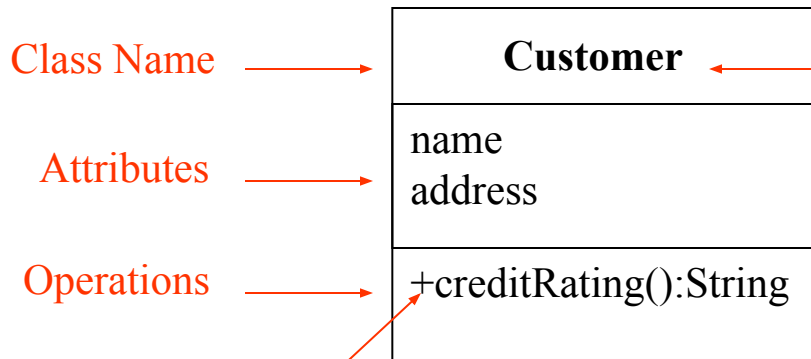 Class Name
Customer
Attributes
name
address
Operations
+creditRating():String